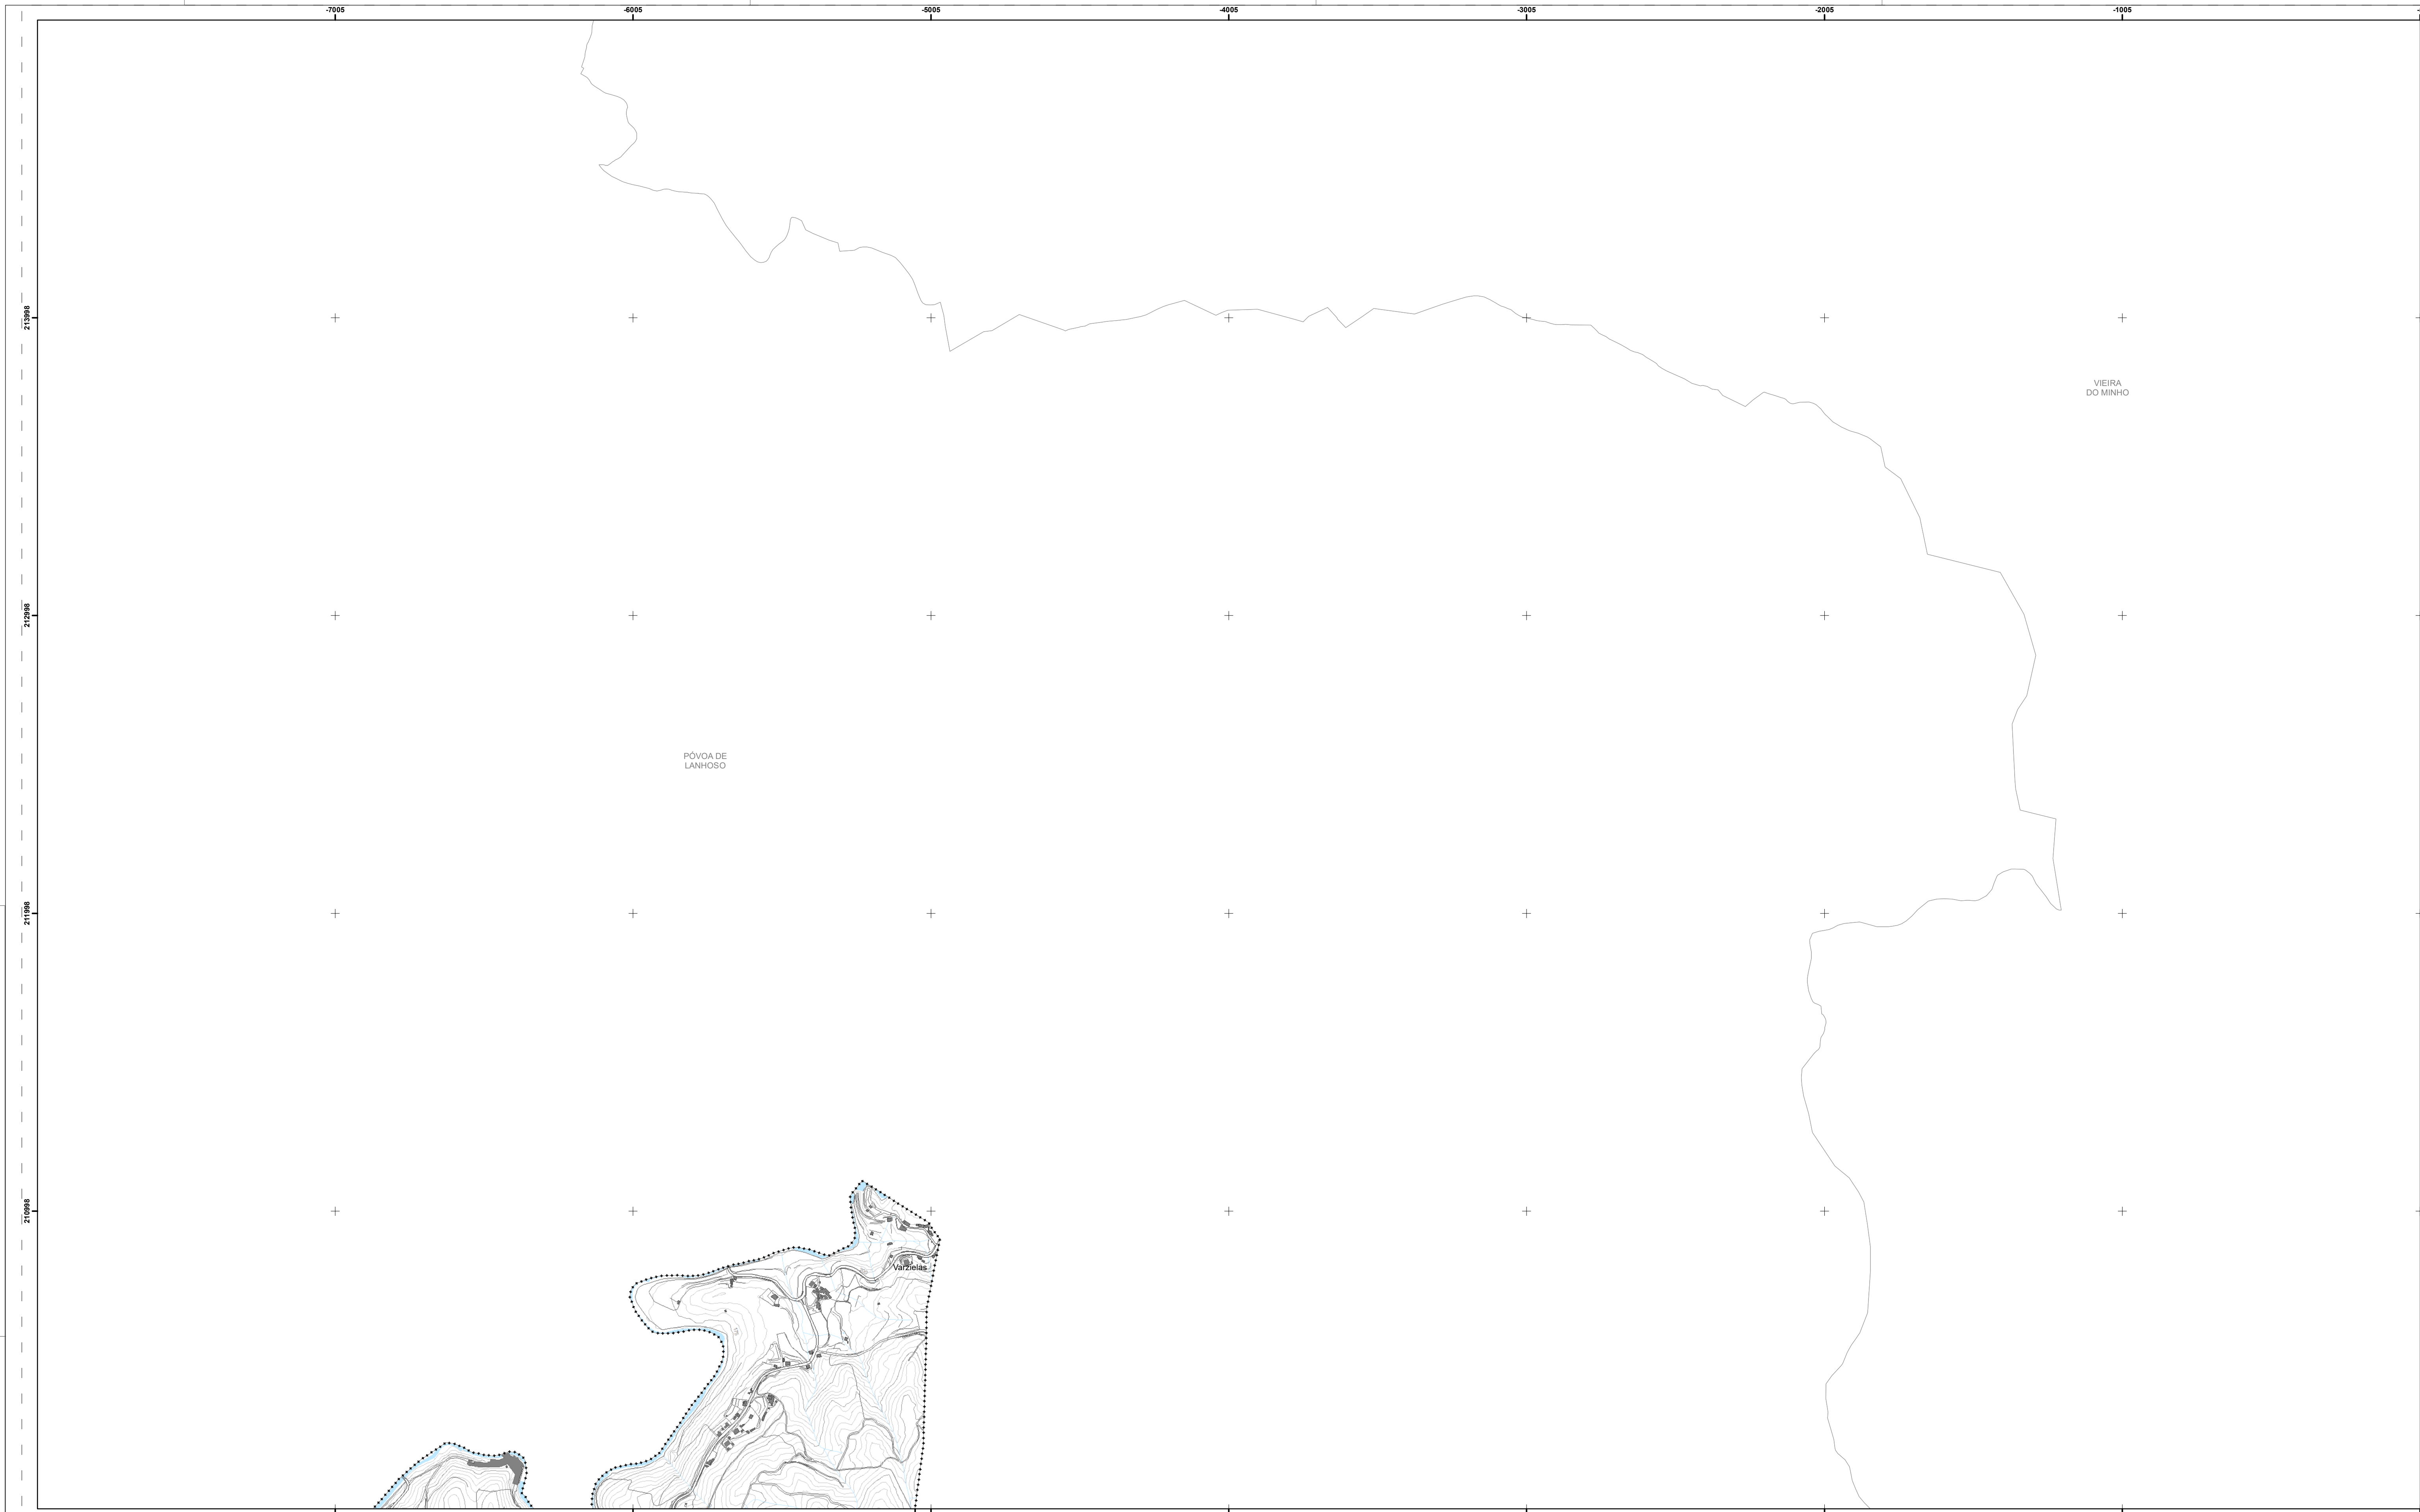 -7005 -6005 -5005 -4005 -3005 -2005 -1005
213998
VIEIRA
DO MINHO
212998
PÓVOA DE
LANHOSO
211998
210998
Varzielas